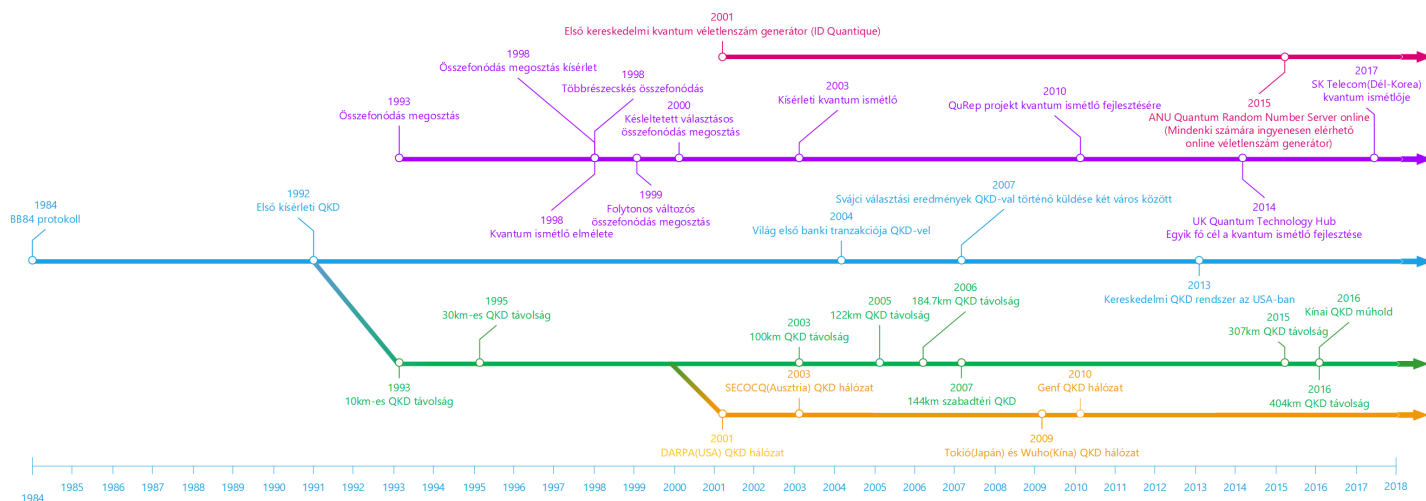 2001
Első kereskedelmi kvantum véletlenszám generátor (ID Quantique)
1998
Összefonódás megosztás kísérlet
1998
Többrészecskés összefonódás
1993
Összefonódás megosztás
2000
Késleltetett választásos
összefonódás megosztás
2003
Kísérleti kvantum ismétlő
2010
QuRep projekt kvantum ismétlő fejlesztésére
2015
ANU Quantum Random Number Server online
(Mindenki számára ingyenesen elérhető
online véletlenszám generátor)
2017
SK Telecom(Dél-Korea)
kvantum ismétlője
1998
Kvantum ismétlő elmélete
1999
Folytonos változós
összefonódás megosztás
2014
UK Quantum Technology Hub
Egyik fő cél a kvantum ismétlő fejlesztése
1984
BB84 protokoll
1992
Első kísérleti QKD
2004
Világ első banki tranzakciója QKD-vel
2007
Svájci választási eredmények QKD-val történő küldése két város között
2013
Kereskedelmi QKD rendszer az USA-ban
1993
10km-es QKD távolság
1995
30km-es QKD távolság
2003
100km QKD távolság
2005
122km QKD távolság
2006
184.7km QKD távolság
2007
144km szabadtéri QKD
2015
307km QKD távolság
2016
Kínai QKD műhold
2016
404km QKD távolság
2003
SECOCQ(Ausztria) QKD hálózat
2010
Genf QKD hálózat
2001
DARPA(USA) QKD hálózat
2009
Tokió(Japán) és Wuho(Kína) QKD hálózat
1984 1985 1986 1987 1988 1989 1990 1991 1992 1993 1994 1995 1996 1997 1998 1999 2000 2001 2002 2003 2004 2005 2006 2007 2008 2009 2010 2011 2012 2013 2014 2015 2016 2017 2018